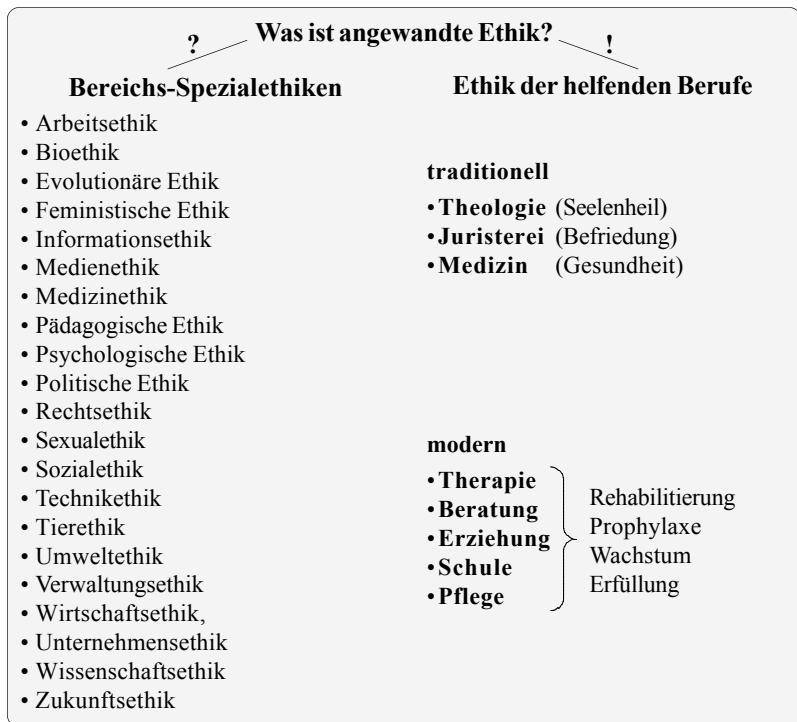 Was ist angewandte Ethik?
?
!
Bereichs-Spezialethiken
• Arbeitsethik
• Bioethik
• Evolutionäre Ethik
• Feministische Ethik
• Informationsethik
• Medienethik
• Medizinethik
• Pädagogische Ethik
• Psychologische Ethik
• Politische Ethik
• Rechtsethik
• Sexualethik
• Sozialethik
• Technikethik
• Tierethik
• Umweltethik
• Verwaltungsethik
• Wirtschaftsethik,
• Unternehmensethik
• Wissenschaftsethik
• Zukunftsethik
Ethik der helfenden Berufe
traditionell
• Theologie (Seelenheil)
• Juristerei (Befriedung)
• Medizin (Gesundheit)
modern
• Therapie
• Beratung
• Erziehung
• Schule
• Pflege
Rehabilitierung
Prophylaxe
Wachstum
Erfüllung